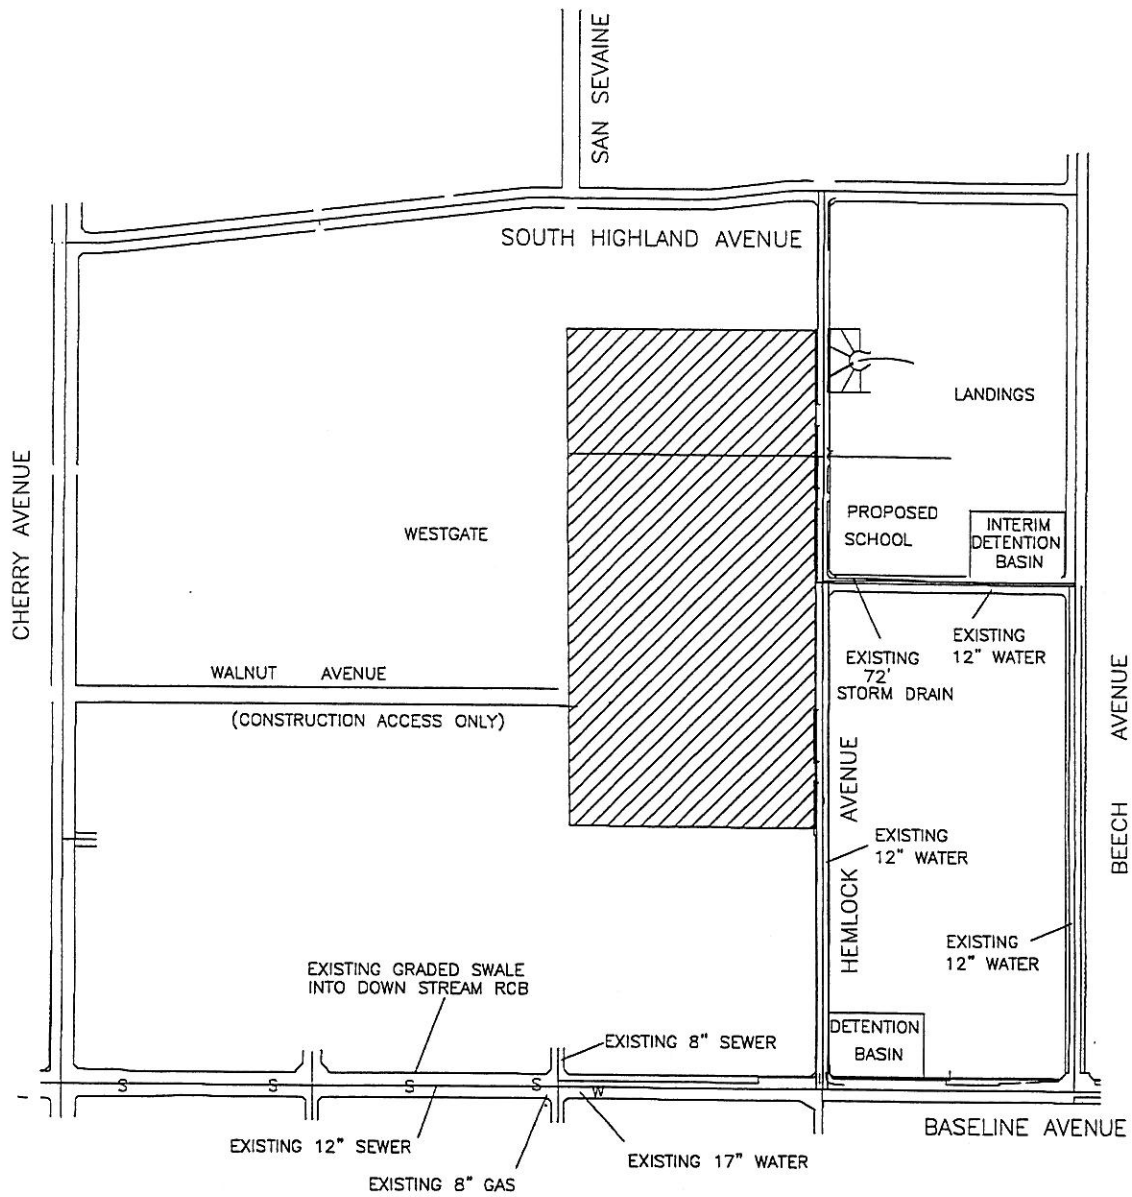 SAN SEVAINE
SOUTH HIGHLAND AVENUE
LANDINGS
CHERRY AVENUE
WESTGATE
PROPOSED
SCHOOL
INTERIM
DETENTION
BASIN
EXISTING
12" WATER
EXISTING
72'
STORM DRAIN
WALNUT AVENUE
(CONSTRUCTION ACCESS ONLY)
HEMLOCK AVENUE
BEECH AVENUE
EXISTING
12" WATER
EXISTING
12" WATER
EXISTING GRADED SWALE
INTO DOWN STREAM RCB
DETENTION
BASIN
EXISTING 8" SEWER
S S S S W
BASELINE AVENUE
EXISTING 12" SEWER
EXISTING 17" WATER
EXISTING 8" GAS